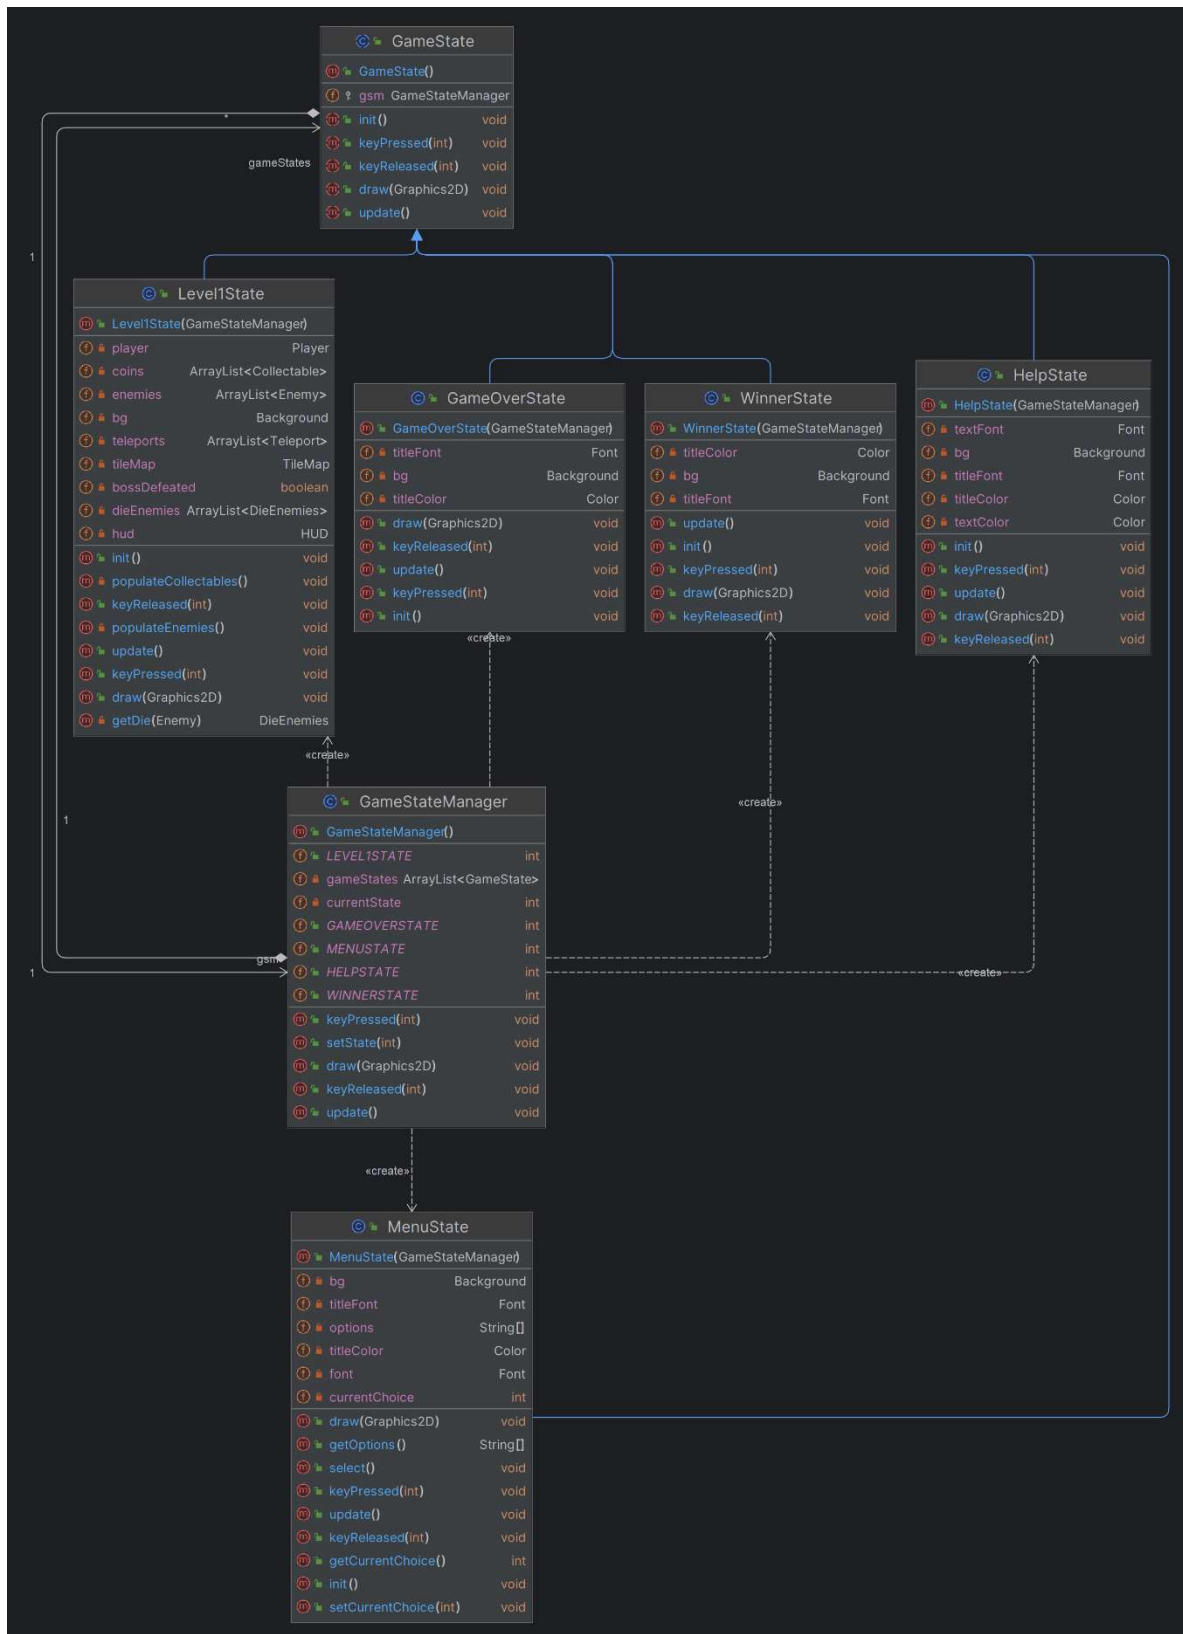 GameState
GameState()
gsm GameStateManager
init() void
keyPressed(int) void
keyReleased(int) void
draw(Graphics2D) void
update() void
*
gameStates
1
Level1State
Level1State(GameStateManager)
player Player
coins ArrayList<Collectable>
enemies ArrayList<Enemy>
bg Background
teleports ArrayList<Teleport>
tileMap TileMap
bossDefeated boolean
dieEnemies ArrayList<DieEnemies>
hud HUD
init() void
populateCollectables() void
keyReleased(int) void
populateEnemies() void
update() void
keyPressed(int) void
draw(Graphics2D) void
getDie(Enemy) DieEnemies
GameOverState
GameOverState(GameStateManager)
titleFont Font
bg Background
titleColor Color
draw(Graphics2D) void
keyReleased(int) void
update() void
keyPressed(int) void
init() void
WinnerState
WinnerState(GameStateManager)
titleColor Color
bg Background
titleFont Font
update() void
init() void
keyPressed(int) void
draw(Graphics2D) void
keyReleased(int) void
HelpState
HelpState(GameStateManager)
textFont Font
bg Background
titleFont Font
titleColor Color
textColor Color
init() void
keyPressed(int) void
update() void
draw(Graphics2D) void
keyReleased(int) void
«create»
«create»
«create»
«create»
GameStateManager
GameStateManager()
LEVEL1STATE int
gameStates ArrayList<GameState>
currentState int
GAMEOVERSTATE int
MENUSTATE int
HELPSTATE int
WINNERSTATE int
keyPressed(int) void
setState(int) void
draw(Graphics2D) void
keyReleased(int) void
update() void
1
gsm
1
«create»
MenuState
MenuState(GameStateManager)
bg Background
titleFont Font
options String[]
titleColor Color
font Font
currentChoice int
draw(Graphics2D) void
getOptions() String[]
select() void
keyPressed(int) void
update() void
keyReleased(int) void
getCurrentChoice() int
init() void
setCurrentChoice(int) void